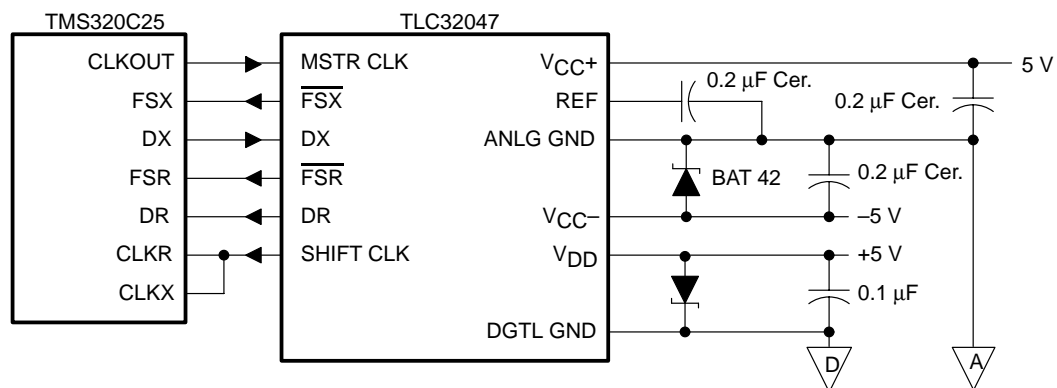 TMS320C25
TLC32047
CLKOUT
FSX
DX
FSR
DR
CLKR
CLKX
MSTR CLK
FSX
DX
FSR
DR
SHIFT CLK
VCC+
REF
ANLG GND
VCC–
VDD
DGTL GND
5 V
0.2 μF Cer.
0.2 μF Cer.
BAT 42
0.2 μF Cer.
–5 V
+5 V
0.1 μF
D
A